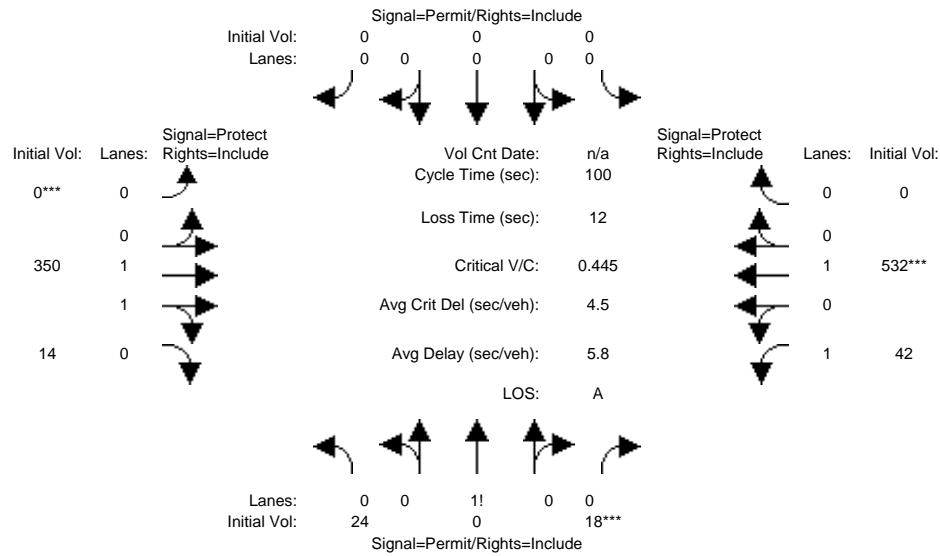 Signal=Permit/Rights=Include
Initial Vol: 0 0 0
Lanes: 0 0 0 0 0
Signal=Protect Signal=Protect
Initial Vol: Lanes: Rights=Include Vol Cnt Date: n/a Rights=Include Lanes: Initial Vol:
Cycle Time (sec): 100
0*** 0 0 0
Loss Time (sec): 12
0 0
350 1 Critical V/C: 0.445 1 532***
1 Avg Crit Del (sec/veh): 4.5 0
14 0 Avg Delay (sec/veh): 5.8 1 42
LOS: A
Lanes: 0 0 1! 0 0
Initial Vol: 24 0 18***
Signal=Permit/Rights=Include